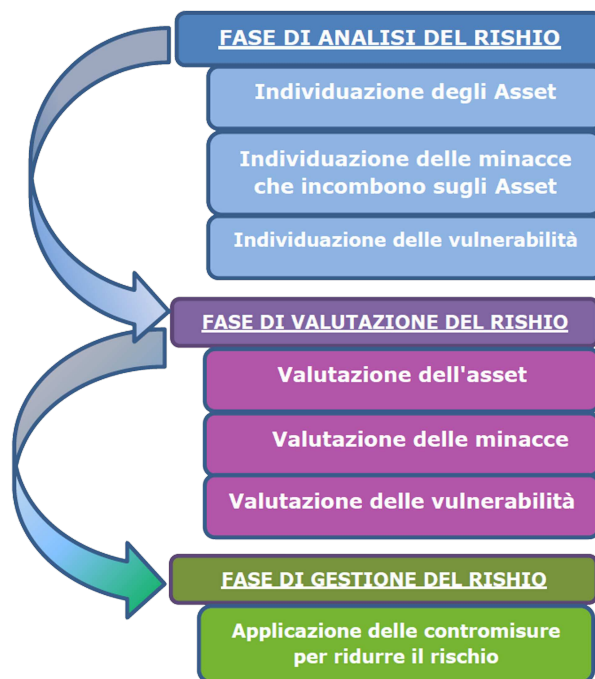 FASE DI ANALISI DEL RISHIO
Individuazione degli Asset
Individuazione delle minacce
che incombono sugli Asset
Individuazione delle vulnerabilità
FASE DI VALUTAZIONE DEL RISHIO
Valutazione dell'asset
Valutazione delle minacce
Valutazione delle vulnerabilità
FASE DI GESTIONE DEL RISHIO
Applicazione delle contromisure
per ridurre il rischio